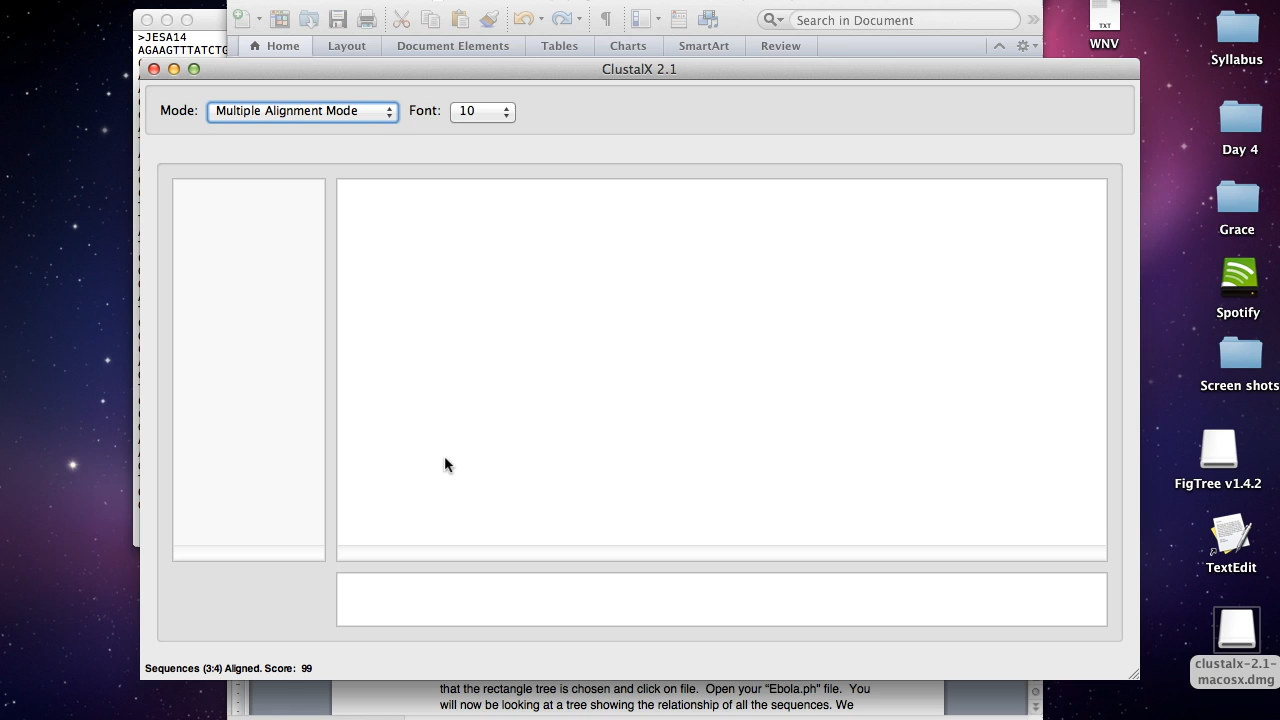 >JESA14
AGAAGTTTATCTG
Search in Document
Home Layout Document Elements Tables Charts SmartArt Review
ClustalX 2.1
Mode: Multiple Alignment Mode Font: 10
Sequences (3:4) Aligned. Score: 99
that the rectangle tree is chosen and click on file. Open your "Ebola.ph" file. You
will now be looking at a tree showing the relationship of all the sequences. We
TXT
WNV
Syllabus
Day 4
Grace
Spotify
Screen shots
FigTree v1.4.2
TextEdit
clustalx-2.1-
macosx.dmg